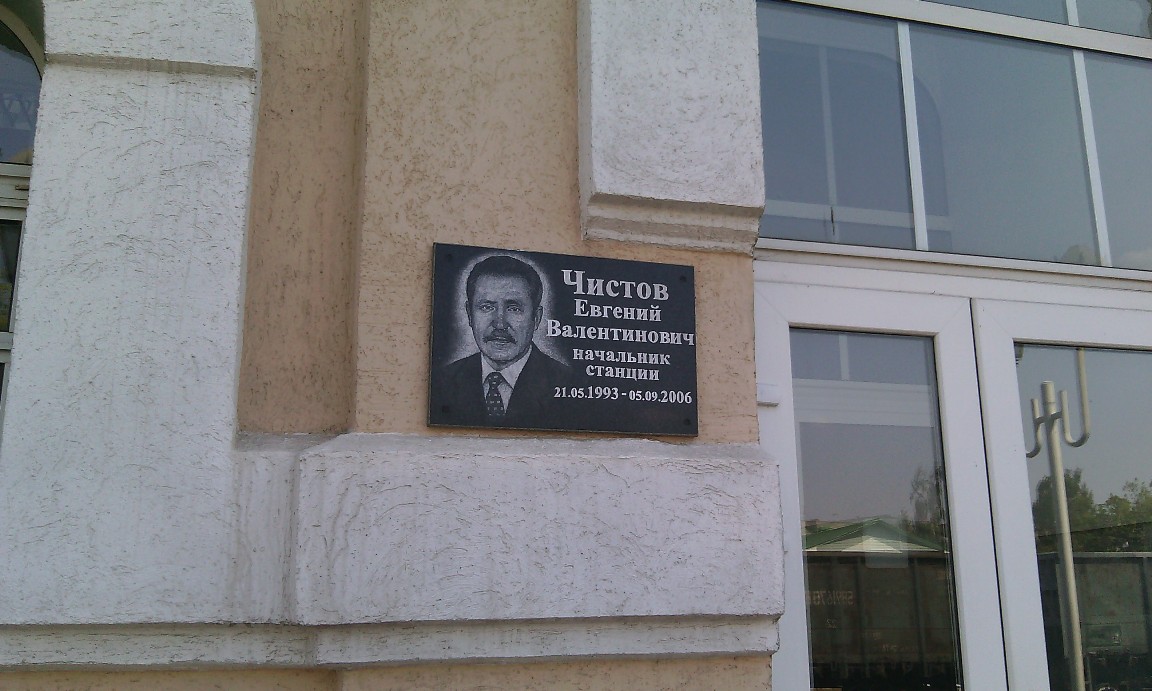 Чистов
Евгений
Валентинович
начальник
станции
21.05.1993 - 05.09.2006